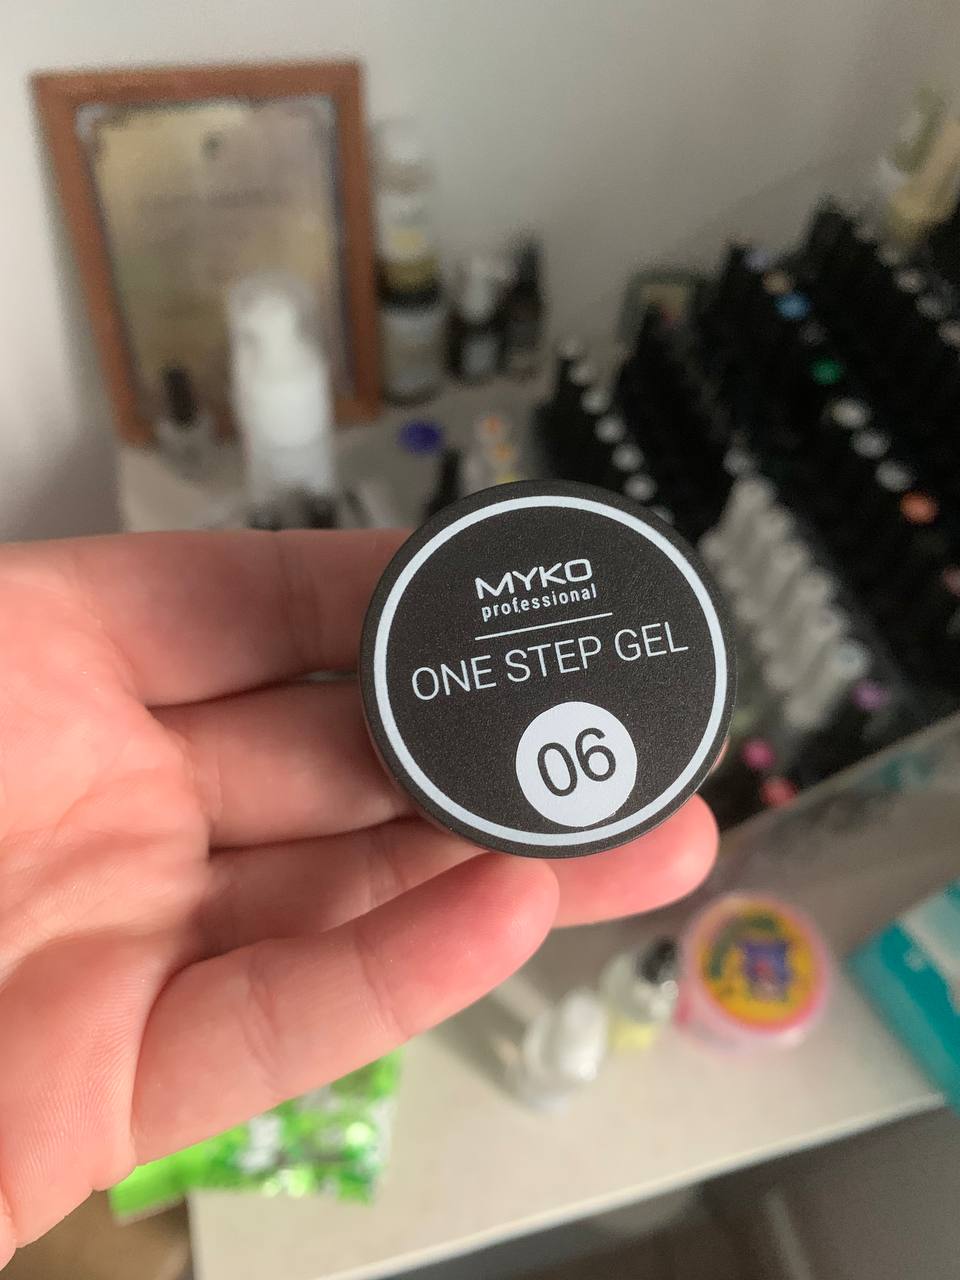 MYKO
professional
ONE STEP GEL
06